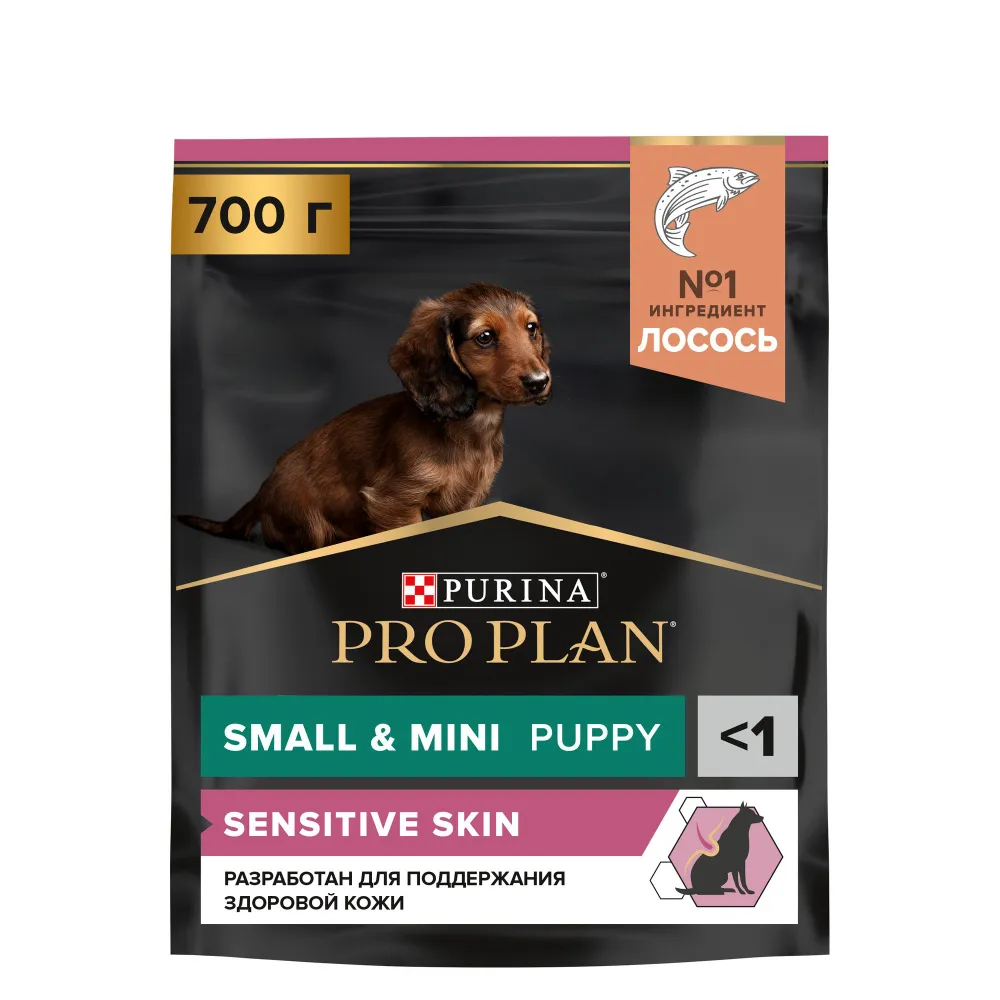 700 г
№1
ИНГРЕДИЕНТ
ЛОСОСЬ
PURINA®
PRO PLAN®
SMALL & MINI PUPPY <1
SENSITIVE SKIN
РАЗРАБОТАН ДЛЯ ПОДДЕРЖАНИЯ
ЗДОРОВОЙ КОЖИ